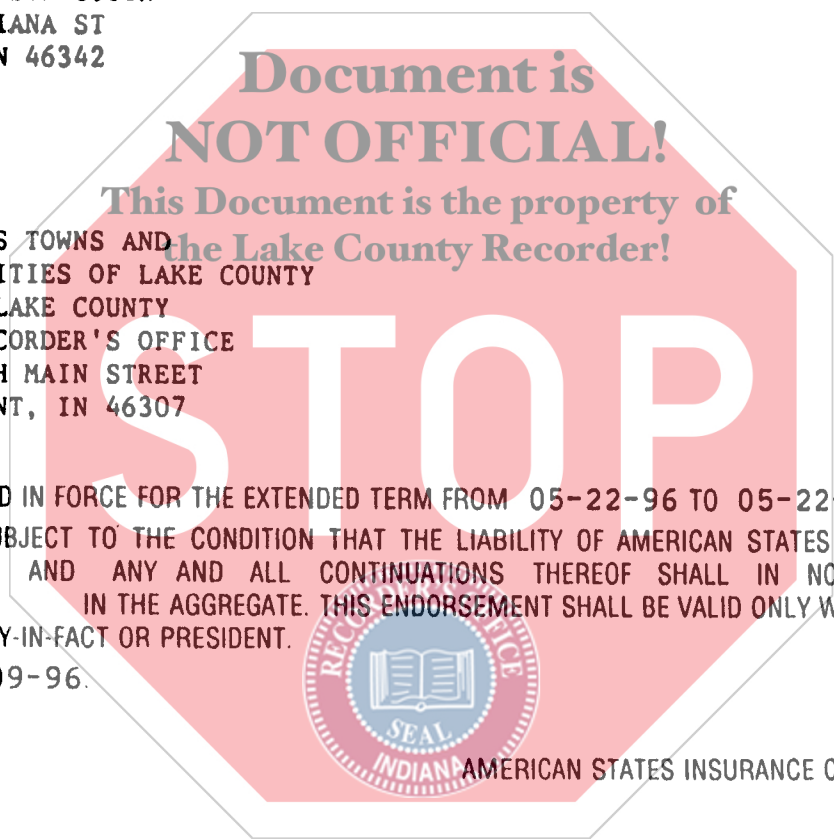 IANA ST
N 46342
Document is
NOT OFFICIAL!
This Document is the property of
the Lake County Recorder!
S TOWNS AND
ITIES OF LAKE COUNTY
LAKE COUNTY
CORDER'S OFFICE
H MAIN STREET
NT, IN 46307
STOP
D IN FORCE FOR THE EXTENDED TERM FROM 05-22-96 TO 05-22-
UBJECT TO THE CONDITION THAT THE LIABILITY OF AMERICAN STATES
AND ANY AND ALL CONTINUATIONS THEREOF SHALL IN NO
IN THE AGGREGATE. THIS ENDORSEMENT SHALL BE VALID ONLY W
Y-IN-FACT OR PRESIDENT.
09-96.
RECORDER'S OFFICE
SEAL
INDIANA
AMERICAN STATES INSURANCE C